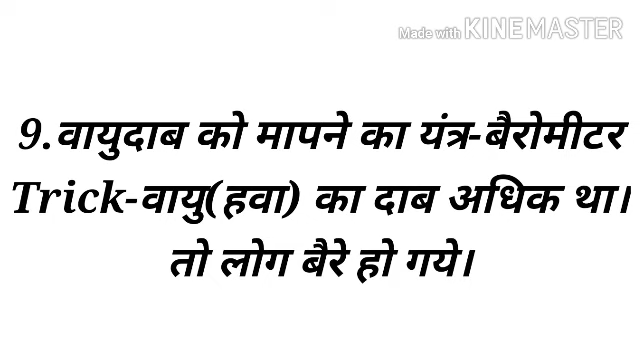 Made with KINEMASTER
9.वायुदाब को मापने का यंत्र-बैरोमीटर
Trick-वायु(हवा) का दाब अधिक था।
तो लोग बैरे हो गये।